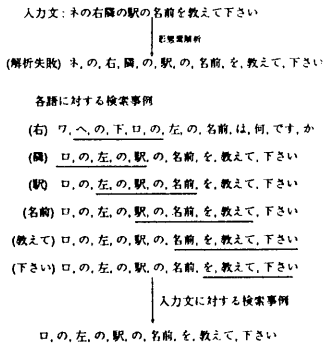 入力文:ネの右隣の駅の名前を教えて下さい
形態素解析
(解析失敗) ネ,の,右,隣,の,駅,の,名前,を,教えて,下さい
各語に対する検索事例
(右) ワ,へ,の,下,ロ,の,左,の,名前,は,何,です,か
(隣) ロ,の,左,の,駅,の,名前,を,教えて,下さい
(駅) ロ,の,左,の,駅,の,名前,を,教えて,下さい
(名前) ロ,の,左,の,駅,の,名前,を,教えて,下さい
(教えて) ロ,の,左,の,駅,の,名前,を,教えて,下さい
(下さい) ロ,の,左,の,駅,の,名前,を,教えて,下さい
入力文に対する検索事例
ロ,の,左,の,駅,の,名前,を,教えて,下さい